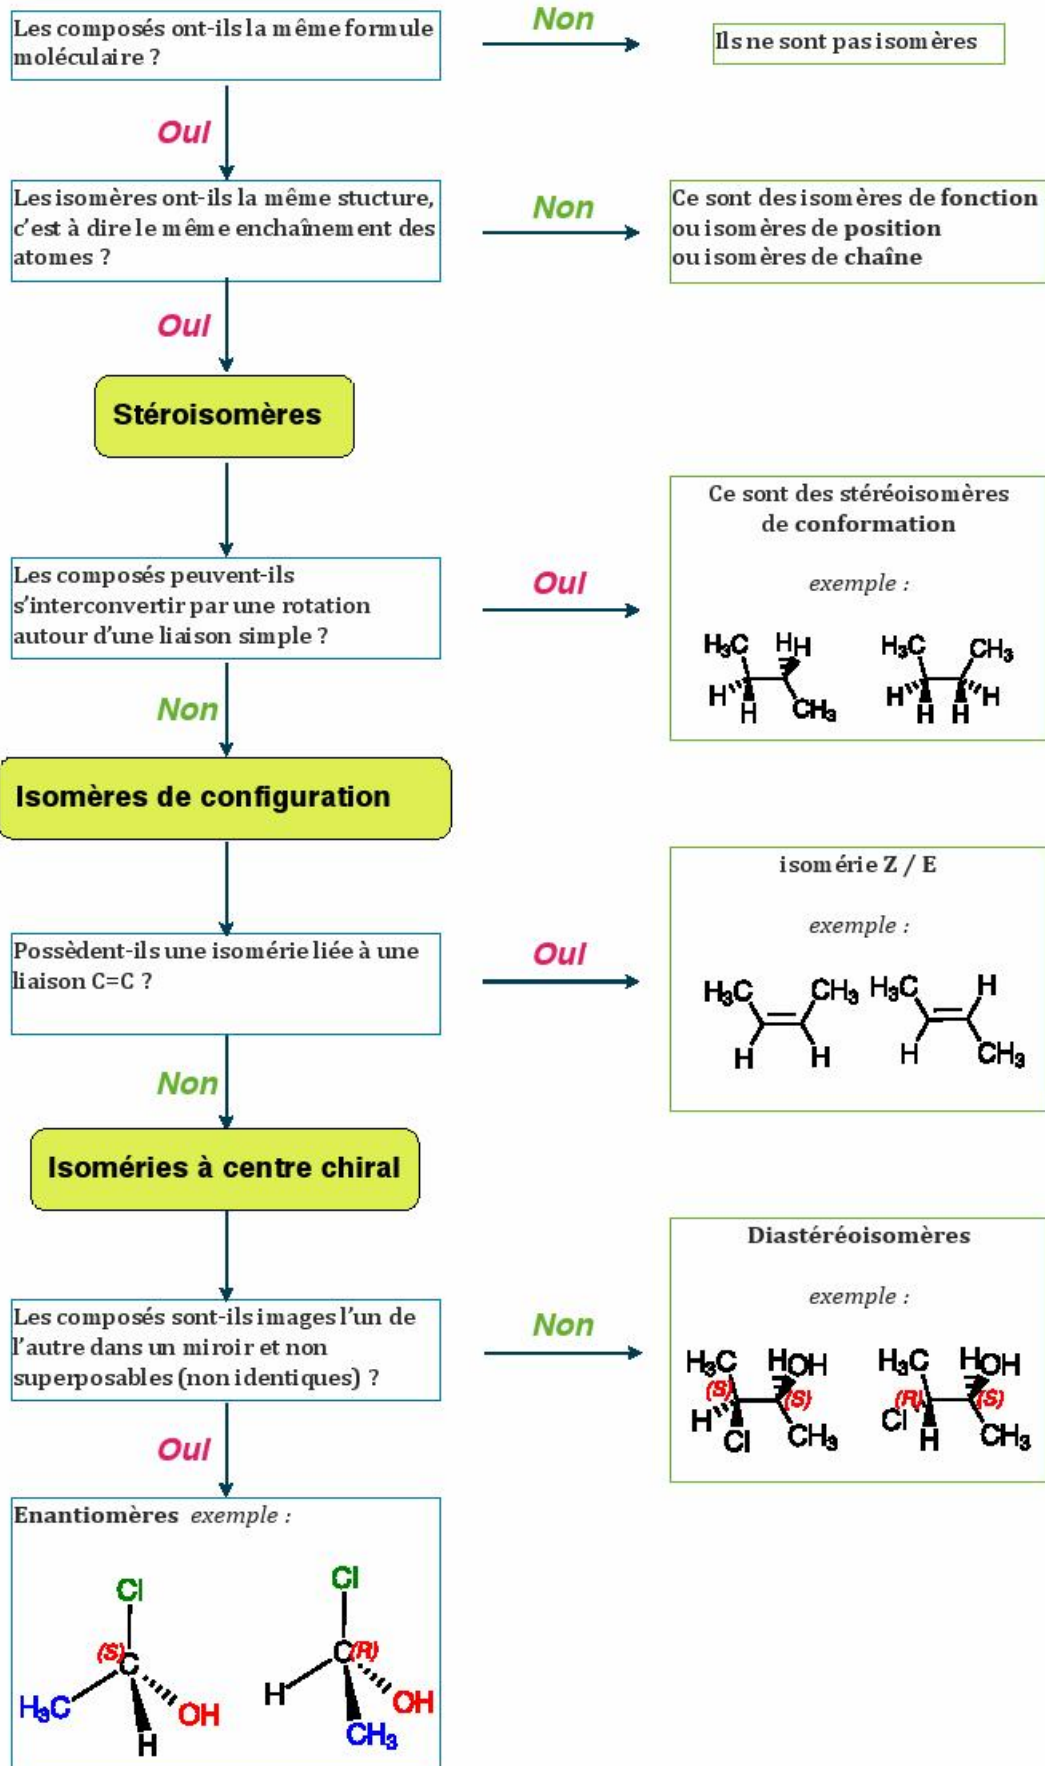 Les composés ont-ils la même formule
moléculaire ?
Non
Ils ne sont pas isomères
Oui
Les isomères ont-ils la même stucture,
c'est à dire le même enchaînement des
atomes ?
Non
Ce sont des isomères de fonction
ou isomères de position
ou isomères de chaîne
Oui
Stéroisomères
Les composés peuvent-ils
s'interconvertir par une rotation
autour d'une liaison simple ?
Oui
Ce sont des stéréoisomères
de conformation
exemple :
H₃C HH
H H CH₃
H₃C CH₃
H H H H
Non
Isomères de configuration
Possèdent-ils une isomérie liée à une
liaison C=C ?
Oui
isomérie Z / E
exemple :
H₃C CH₃
H H
H₃C H
H CH₃
Non
Isoméries à centre chiral
Les composés sont-ils images l'un de
l'autre dans un miroir et non
superposables (non identiques) ?
Non
Diastéréoisomères
exemple :
H₃C HOH
(S) (S)
H Cl CH₃
H₃C HOH
(R) (S)
Cl H CH₃
Oui
Enantiomères exemple :
Cl
(S) C
H₃C OH
H
Cl
C (R)
H OH
CH₃